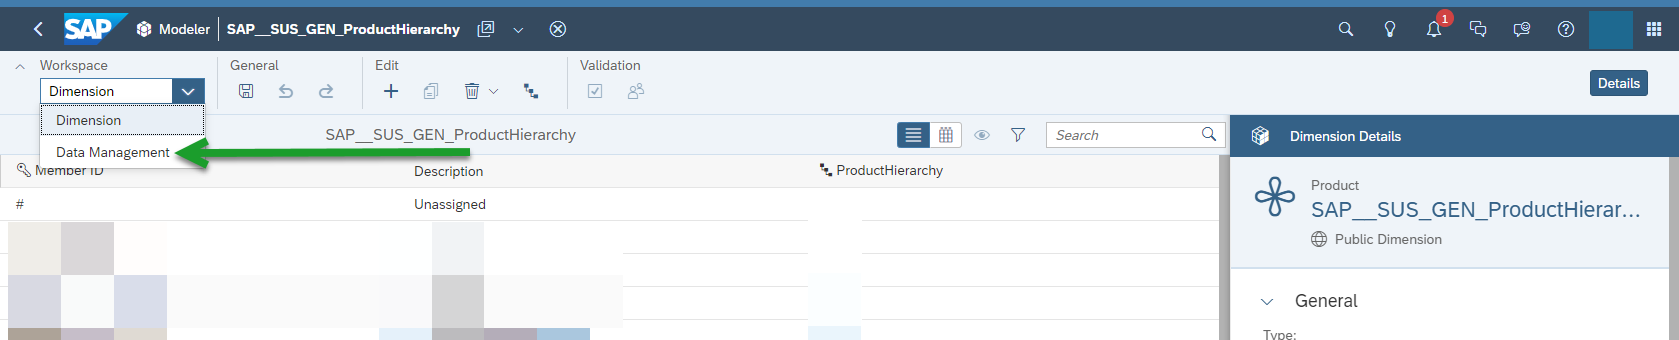 SAP Modeler SAP__SUS_GEN_ProductHierarchy 1
Workspace General Edit Validation
Dimension Details
Dimension
SAP__SUS_GEN_ProductHierarchy Search Dimension Details
Data Management
Member ID Description ProductHierarchy
Product
# Unassigned SAP__SUS_GEN_ProductHierar...
Public Dimension
General
Type: